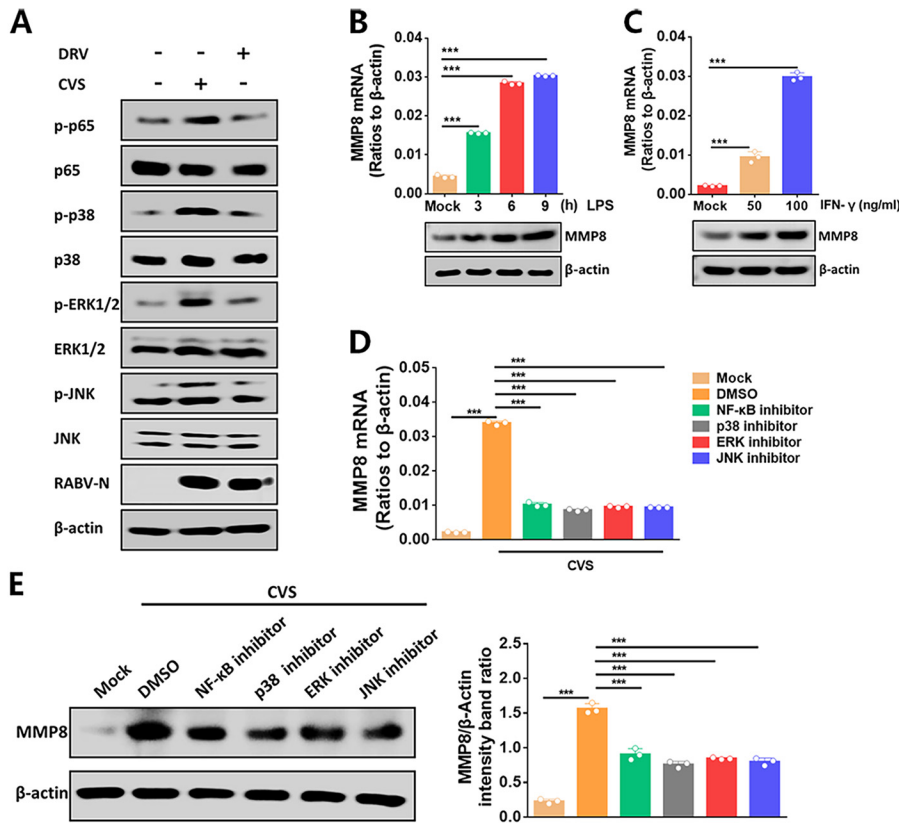 A
DRV - - +
CVS - + -
p-p65
p65
p-p38
p38
p-ERK1/2
ERK1/2
p-JNK
JNK
RABV-N
β-actin
B
MMP8 mRNA
(Ratios to β-actin)
0.04
0.03
0.02
0.01
0.00
***
***
***
Mock 3 6 9 (h) LPS
MMP8
β-actin
C
MMP8 mRNA
(Ratios to β-actin)
0.04
0.03
0.02
0.01
0.00
***
***
Mock 50 100 IFN- γ (ng/ml)
MMP8
β-actin
D
MMP8 mRNA
(Ratios to β-actin)
0.05
0.04
0.03
0.02
0.01
0.00
***
***
***
***
***
CVS
Mock
DMSO
NF-κB inhibitor
p38 inhibitor
ERK inhibitor
JNK inhibitor
E
CVS
Mock
DMSO
NF-κB inhibitor
p38 inhibitor
ERK inhibitor
JNK inhibitor
MMP8
β-actin
MMP8/β-Actin
intensity band ratio
2.5
2.0
1.5
1.0
0.5
0.0
***
***
***
***
***